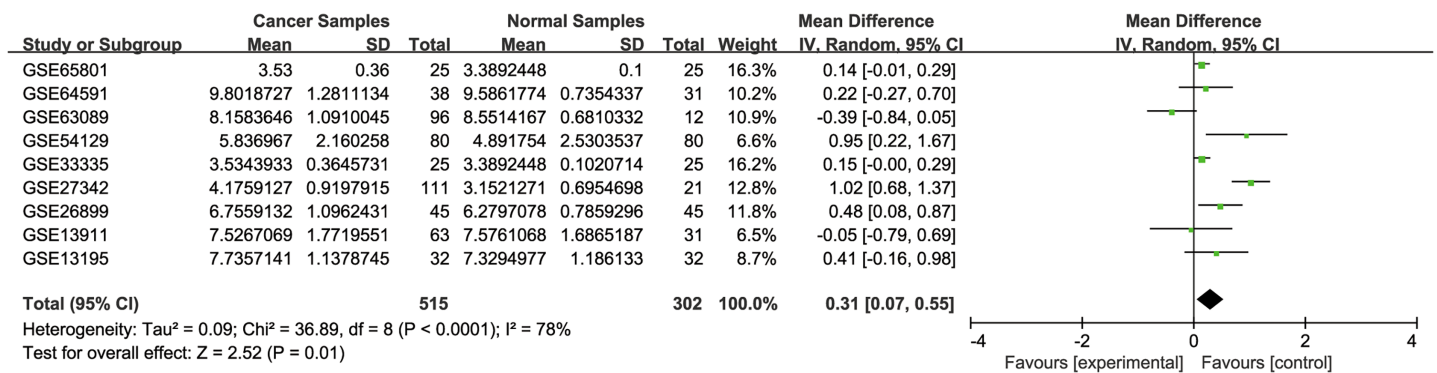 Cancer Samples Normal Samples Mean Difference Mean Difference
Study or Subgroup Mean SD Total Mean SD Total Weight IV, Random, 95% CI IV, Random, 95% CI
GSE65801 3.53 0.36 25 3.3892448 0.1 25 16.3% 0.14 [-0.01, 0.29]
GSE64591 9.8018727 1.2811134 38 9.5861774 0.7354337 31 10.2% 0.22 [-0.27, 0.70]
GSE63089 8.1583646 1.0910045 96 8.5514167 0.6810332 12 10.9% -0.39 [-0.84, 0.05]
GSE54129 5.836967 2.160258 80 4.891754 2.5303537 80 6.6% 0.95 [0.22, 1.67]
GSE33335 3.5343933 0.3645731 25 3.3892448 0.1020714 25 16.2% 0.15 [-0.00, 0.29]
GSE27342 4.1759127 0.9197915 111 3.1521271 0.6954698 21 12.8% 1.02 [0.68, 1.37]
GSE26899 6.7559132 1.0962431 45 6.2797078 0.7859296 45 11.8% 0.48 [0.08, 0.87]
GSE13911 7.5267069 1.7719551 63 7.5761068 1.6865187 31 6.5% -0.05 [-0.79, 0.69]
GSE13195 7.7357141 1.1378745 32 7.3294977 1.186133 32 8.7% 0.41 [-0.16, 0.98]
Total (95% CI) 515 302 100.0% 0.31 [0.07, 0.55]
Heterogeneity: Tau² = 0.09; Chi² = 36.89, df = 8 (P < 0.0001); I² = 78%
Test for overall effect: Z = 2.52 (P = 0.01)
-4 -2 0 2 4
Favours [experimental] Favours [control]